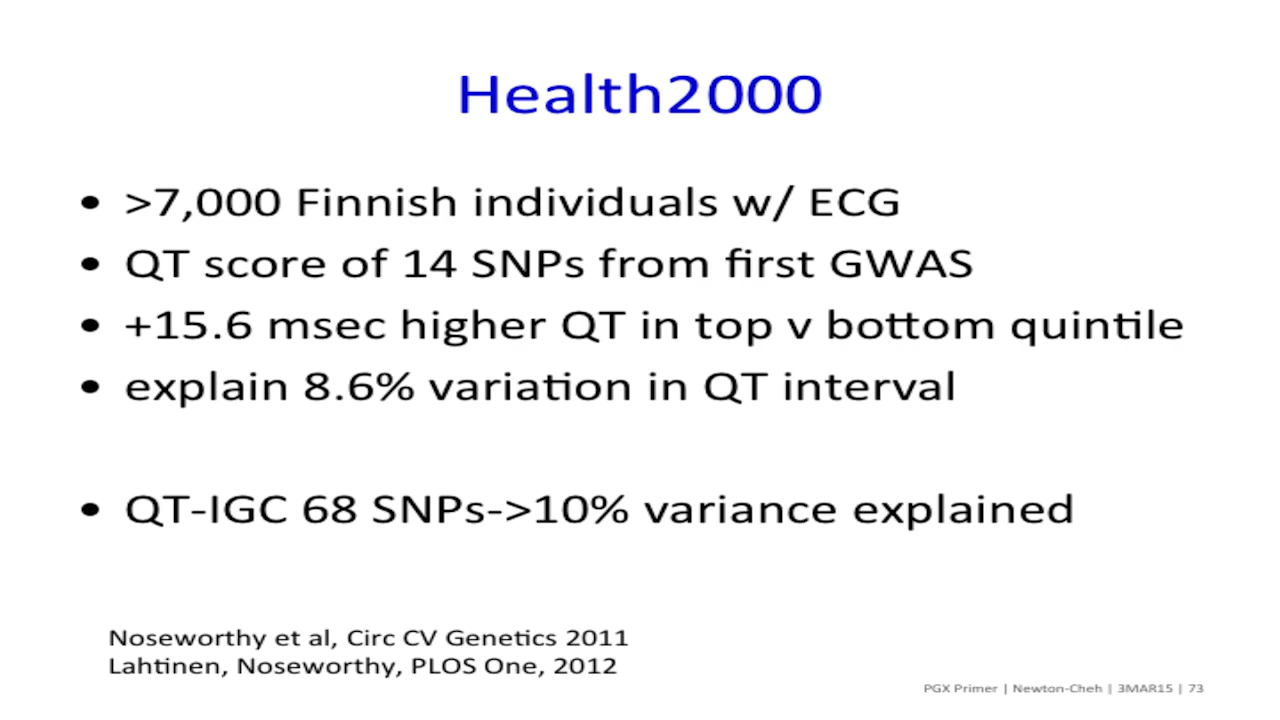 Health2000
• >7,000 Finnish individuals w/ ECG
• QT score of 14 SNPs from first GWAS
• +15.6 msec higher QT in top v bottom quintile
• explain 8.6% variation in QT interval
• QT-IGC 68 SNPs->10% variance explained
Noseworthy et al, Circ CV Genetics 2011
Lahtinen, Noseworthy, PLOS One, 2012
PGX Primer | Newton-Cheh | 3MAR15 | 73